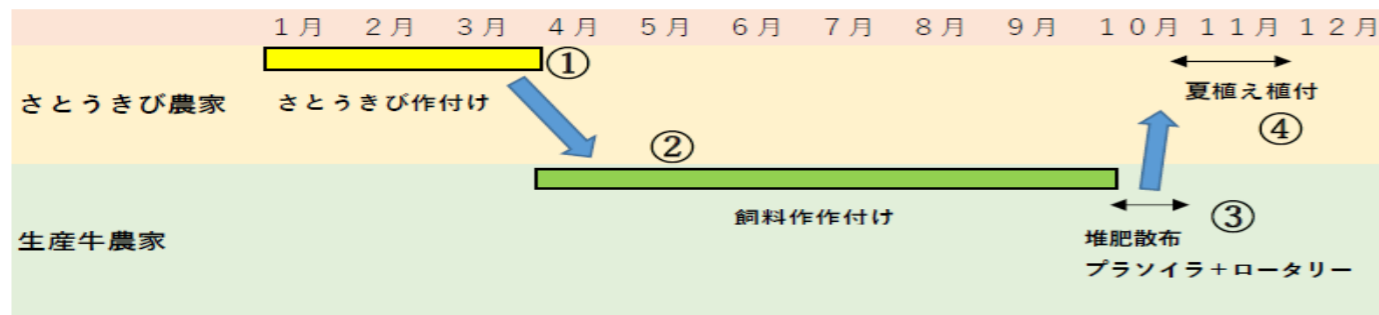 1月 2月 3月 4月 5月 6月 7月 8月 9月 10月 11月 12月
①
さとうきび農家
さとうきび作付け
夏植え植付
④
②
生産牛農家
飼料作作付け
③
堆肥散布
プラソイラ+ロータリー